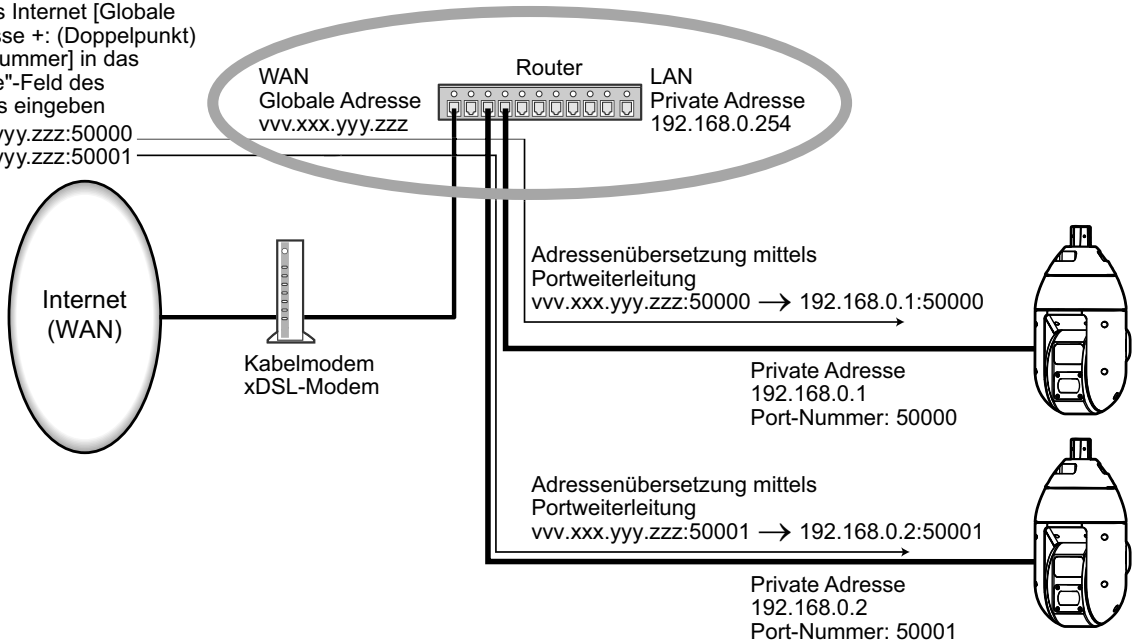 s Internet [Globale
sse +: (Doppelpunkt)
ummer] in das
e"-Feld des
s eingeben
yyy.zzz:50000
yyy.zzz:50001
WAN
Globale Adresse
vvv.xxx.yyy.zzz
Router
LAN
Private Adresse
192.168.0.254
Internet
(WAN)
Kabelmodem
xDSL-Modem
Adressenübersetzung mittels
Portweiterleitung
vvv.xxx.yyy.zzz:50000 → 192.168.0.1:50000
Private Adresse
192.168.0.1
Port-Nummer: 50000
Adressenübersetzung mittels
Portweiterleitung
vvv.xxx.yyy.zzz:50001 → 192.168.0.2:50001
Private Adresse
192.168.0.2
Port-Nummer: 50001